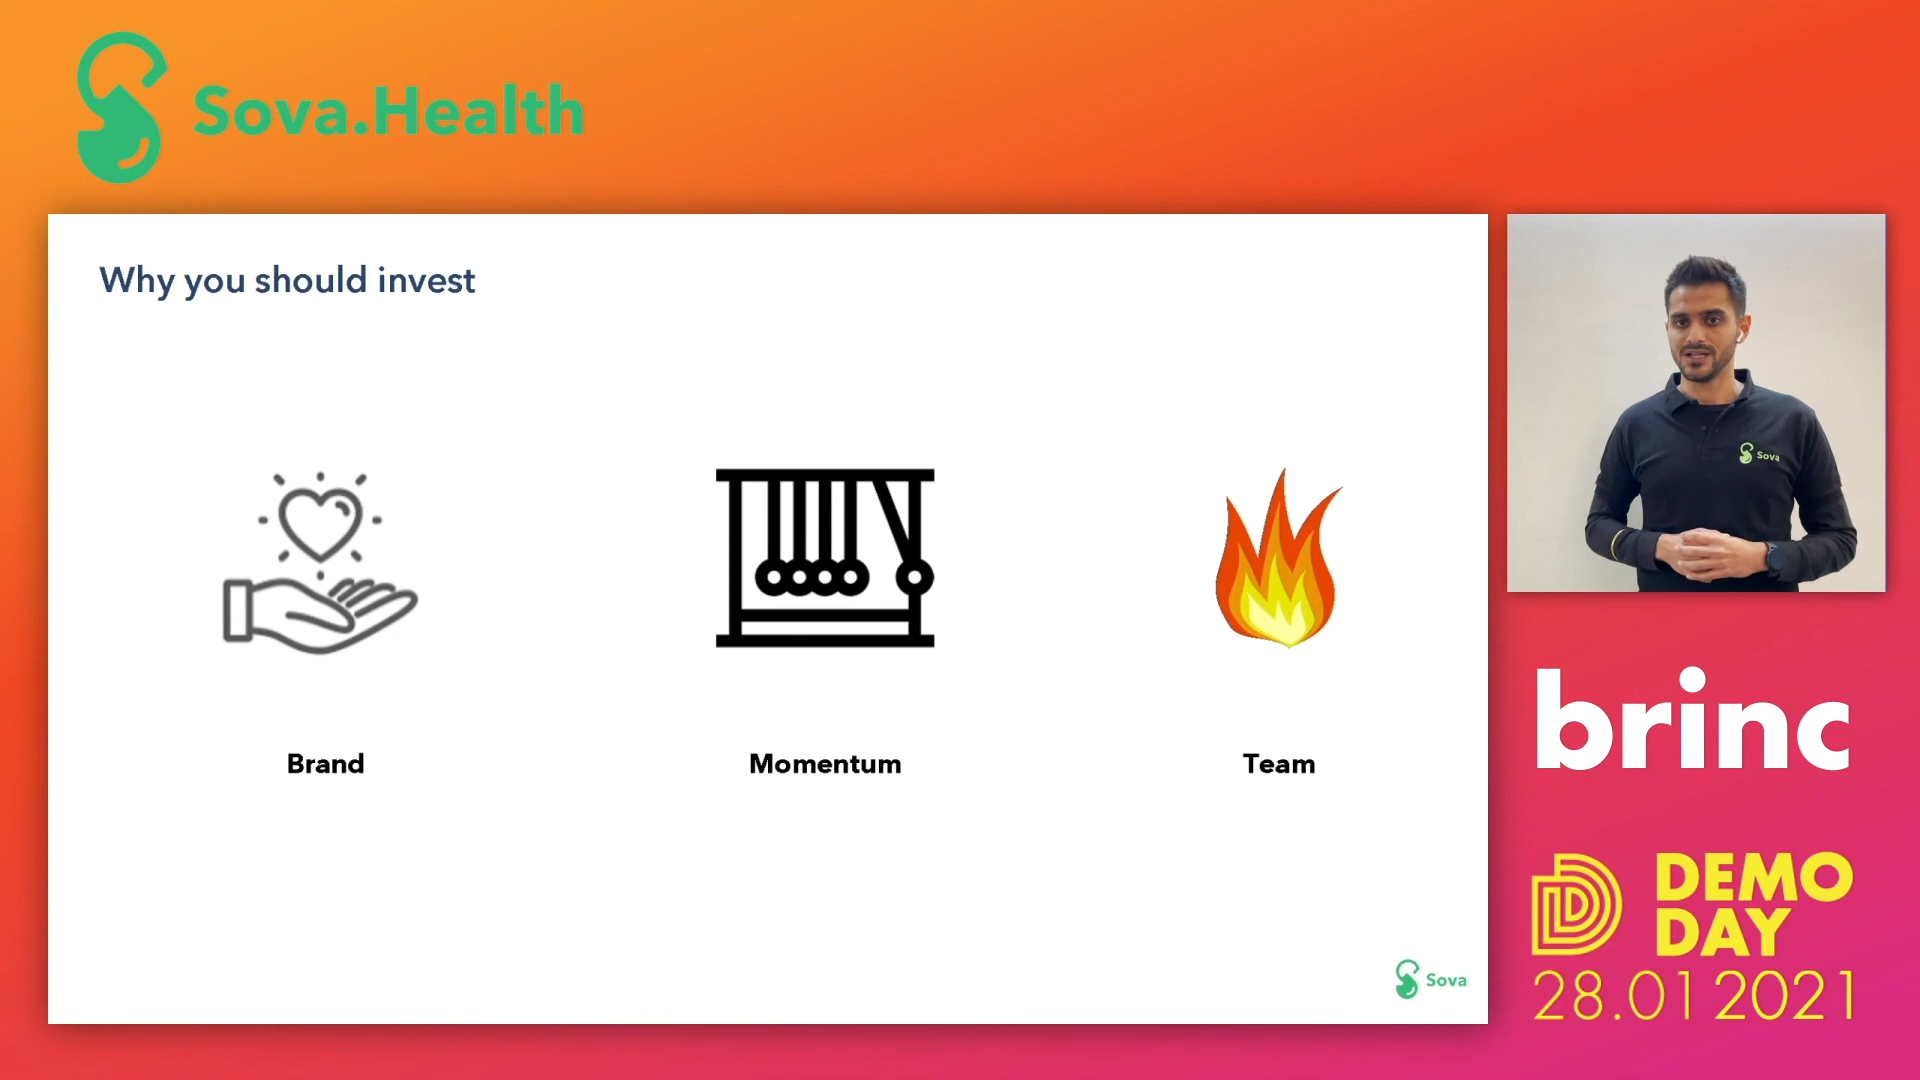 Sova.Health
Why you should invest
Brand
Momentum
Team
Sova
Sova
brinc
DEMO
DAY
28.01 2021